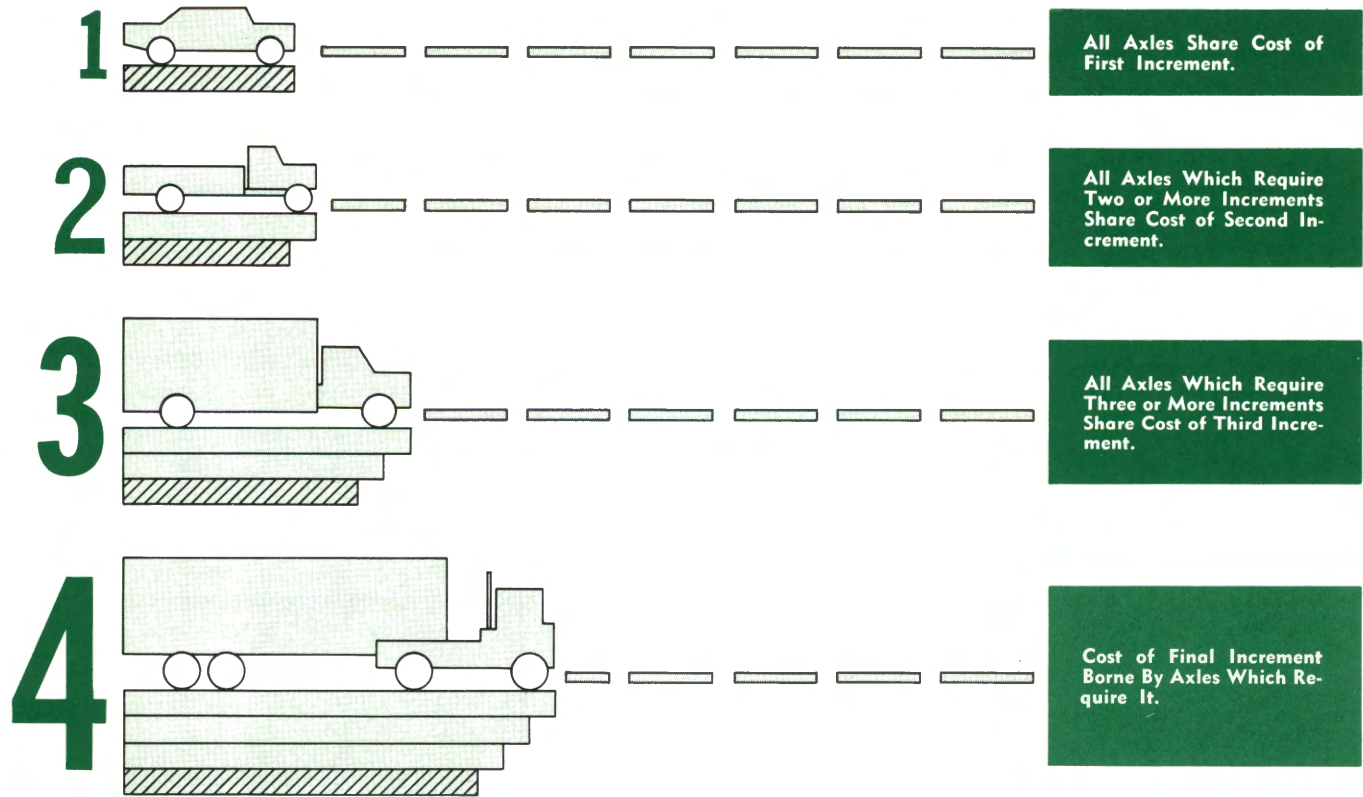 1
All Axles Share Cost of
First Increment.
2
All Axles Which Require
Two or More Increments
Share Cost of Second In-
crement.
3
All Axles Which Require
Three or More Increments
Share Cost of Third Incre-
ment.
4
Cost of Final Increment
Borne By Axles Which Re-
quire It.